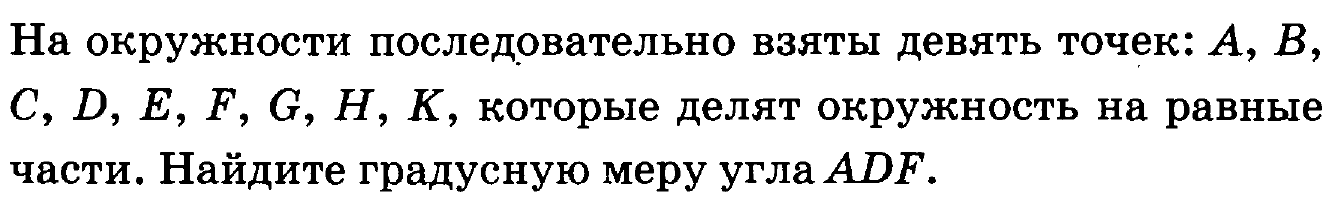 На окружности последовательно взяты девять точек: A, B,
C, D, E, F, G, H, K, которые делят окружность на равные
части. Найдите градусную меру угла ADF.